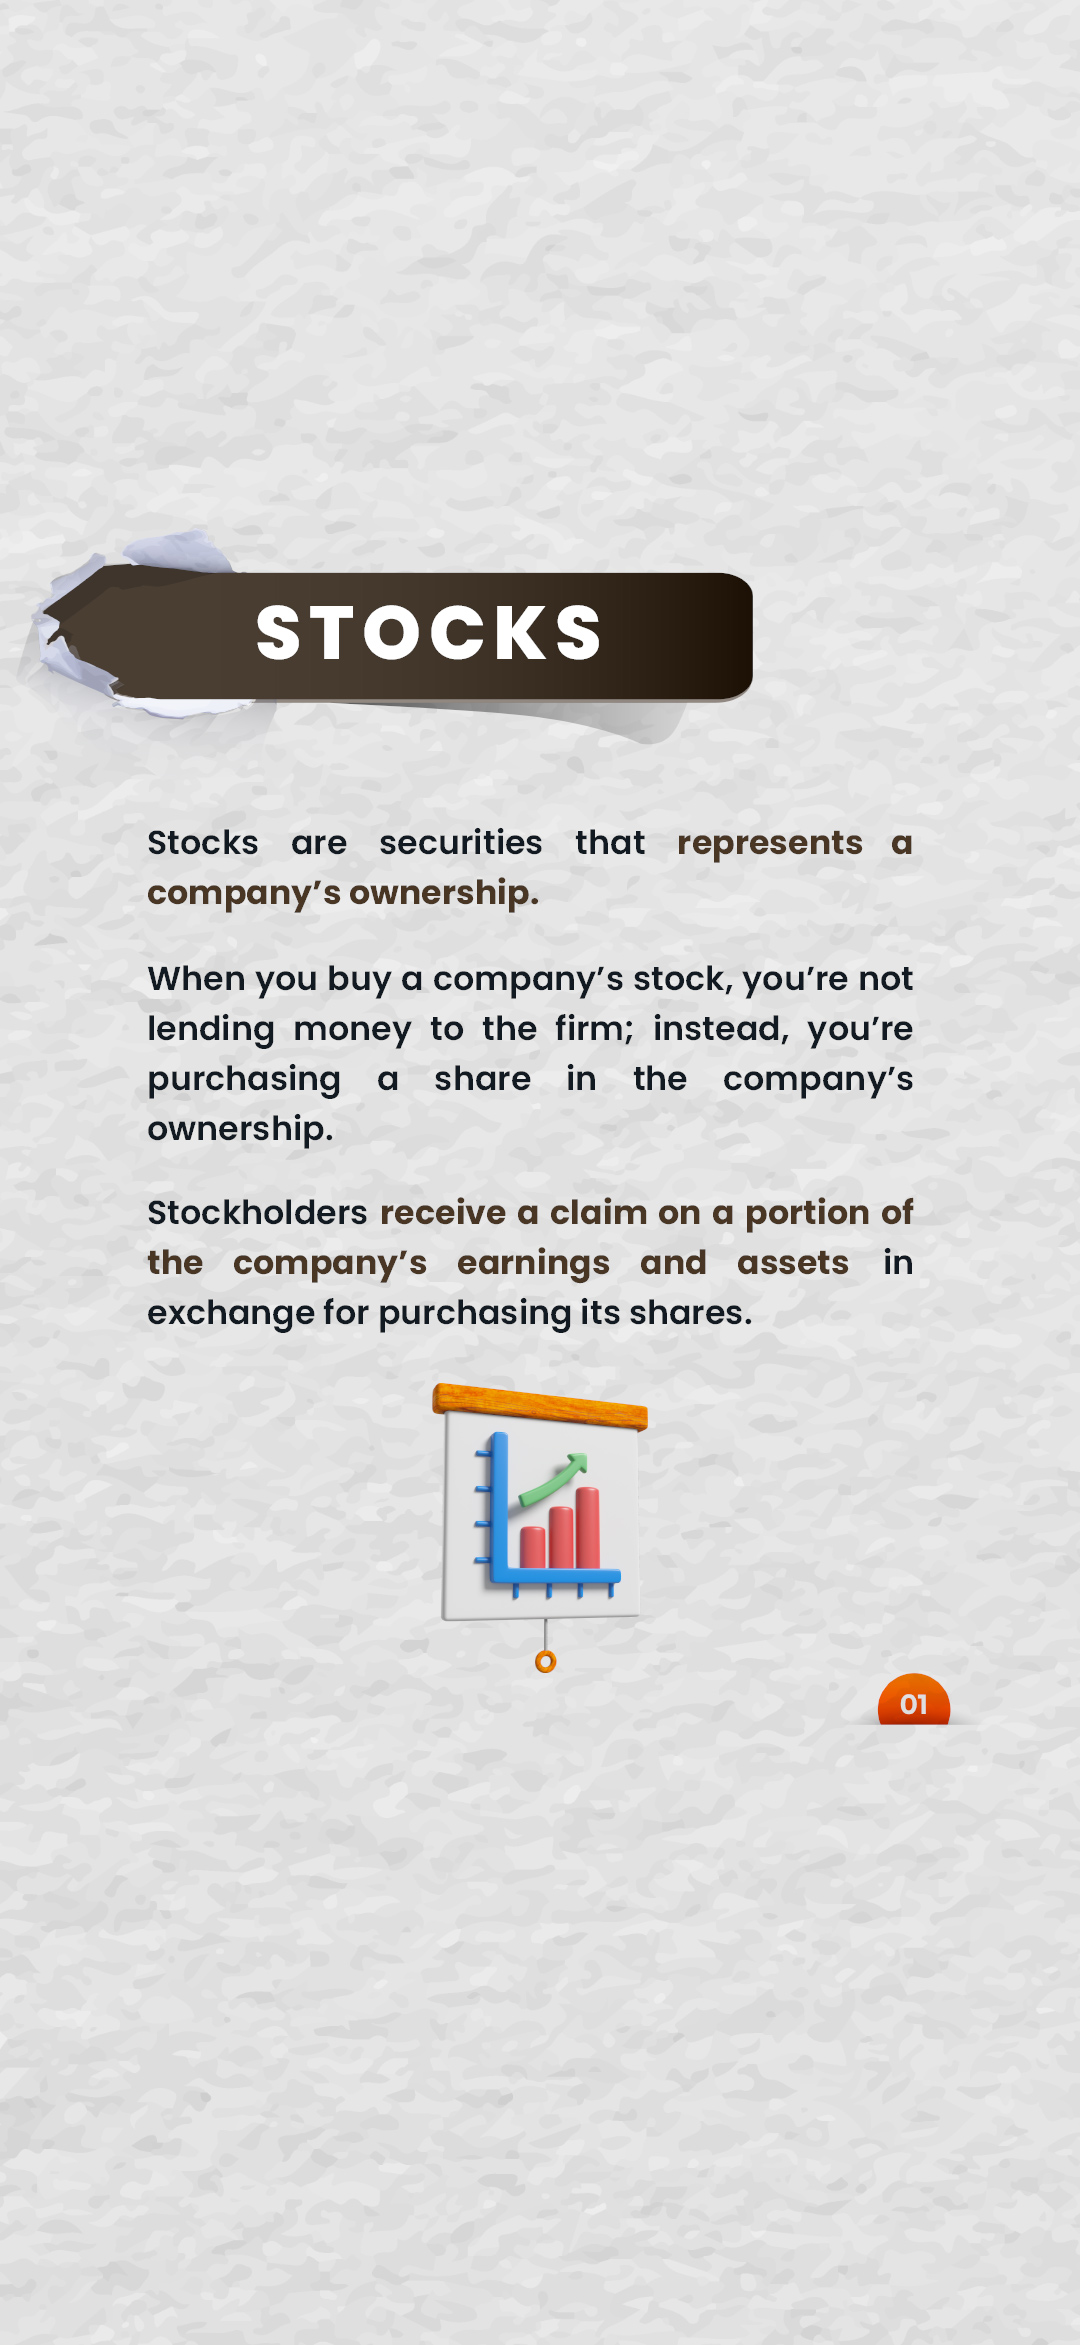 STOCKS
Stocks are securities that represents a
company’s ownership.
When you buy a company’s stock, you’re not
lending money to the firm; instead, you’re
purchasing a share in the company’s
ownership.
Stockholders receive a claim on a portion of
the company’s earnings and assets in
exchange for purchasing its shares.
01